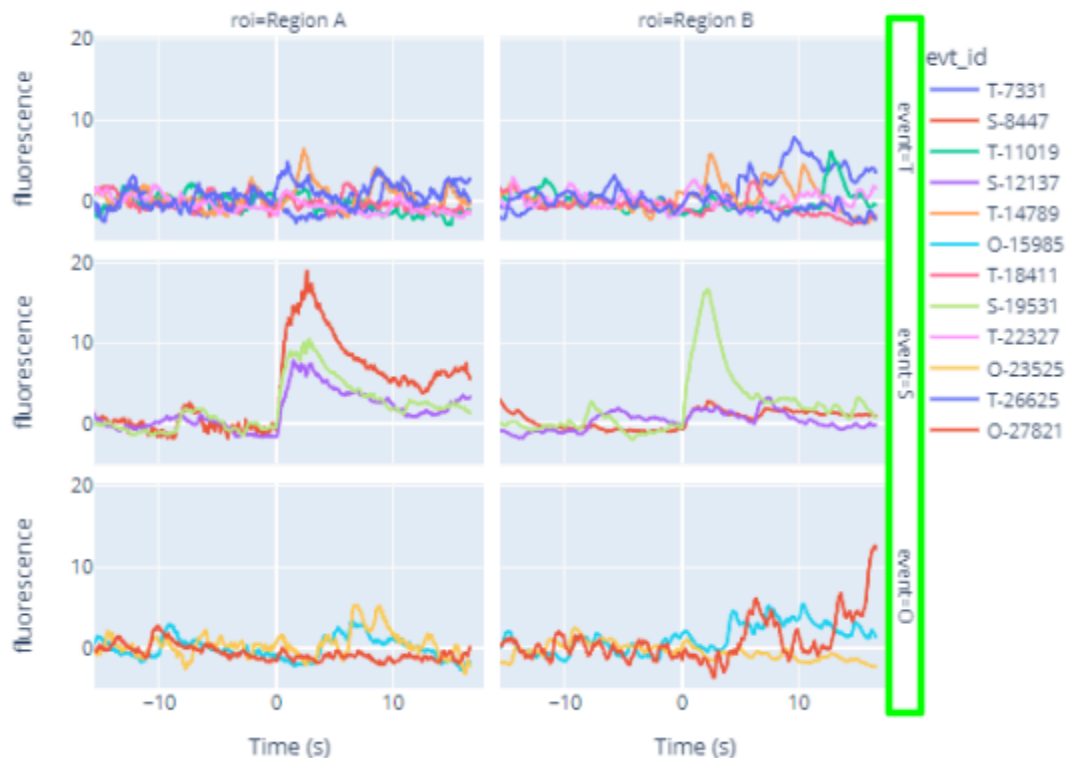 roi=Region A
roi=Region B
20
10
0
fluorescence
event=T
20
10
0
fluorescence
event=S
20
10
0
fluorescence
event=O
−10
0
10
−10
0
10
Time (s)
Time (s)
evt_id
T-7331
S-8447
T-11019
S-12137
T-14789
O-15985
T-18411
S-19531
T-22327
O-23525
T-26625
O-27821